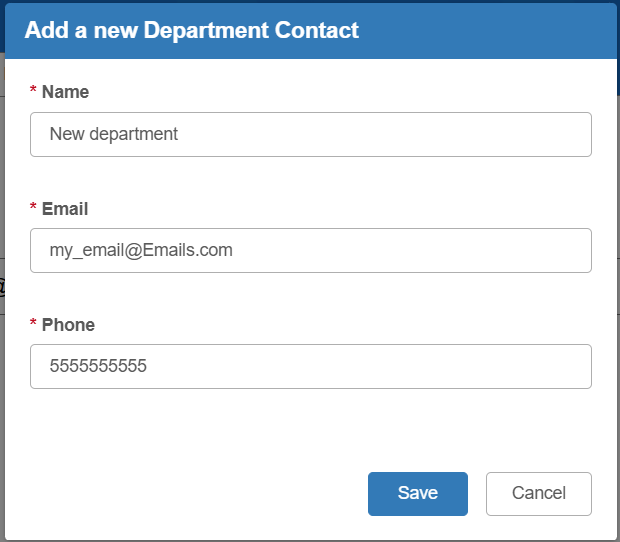 Add a new Department Contact
* Name
New department
* Email
my_email@Emails.com
* Phone
5555555555
Save Cancel